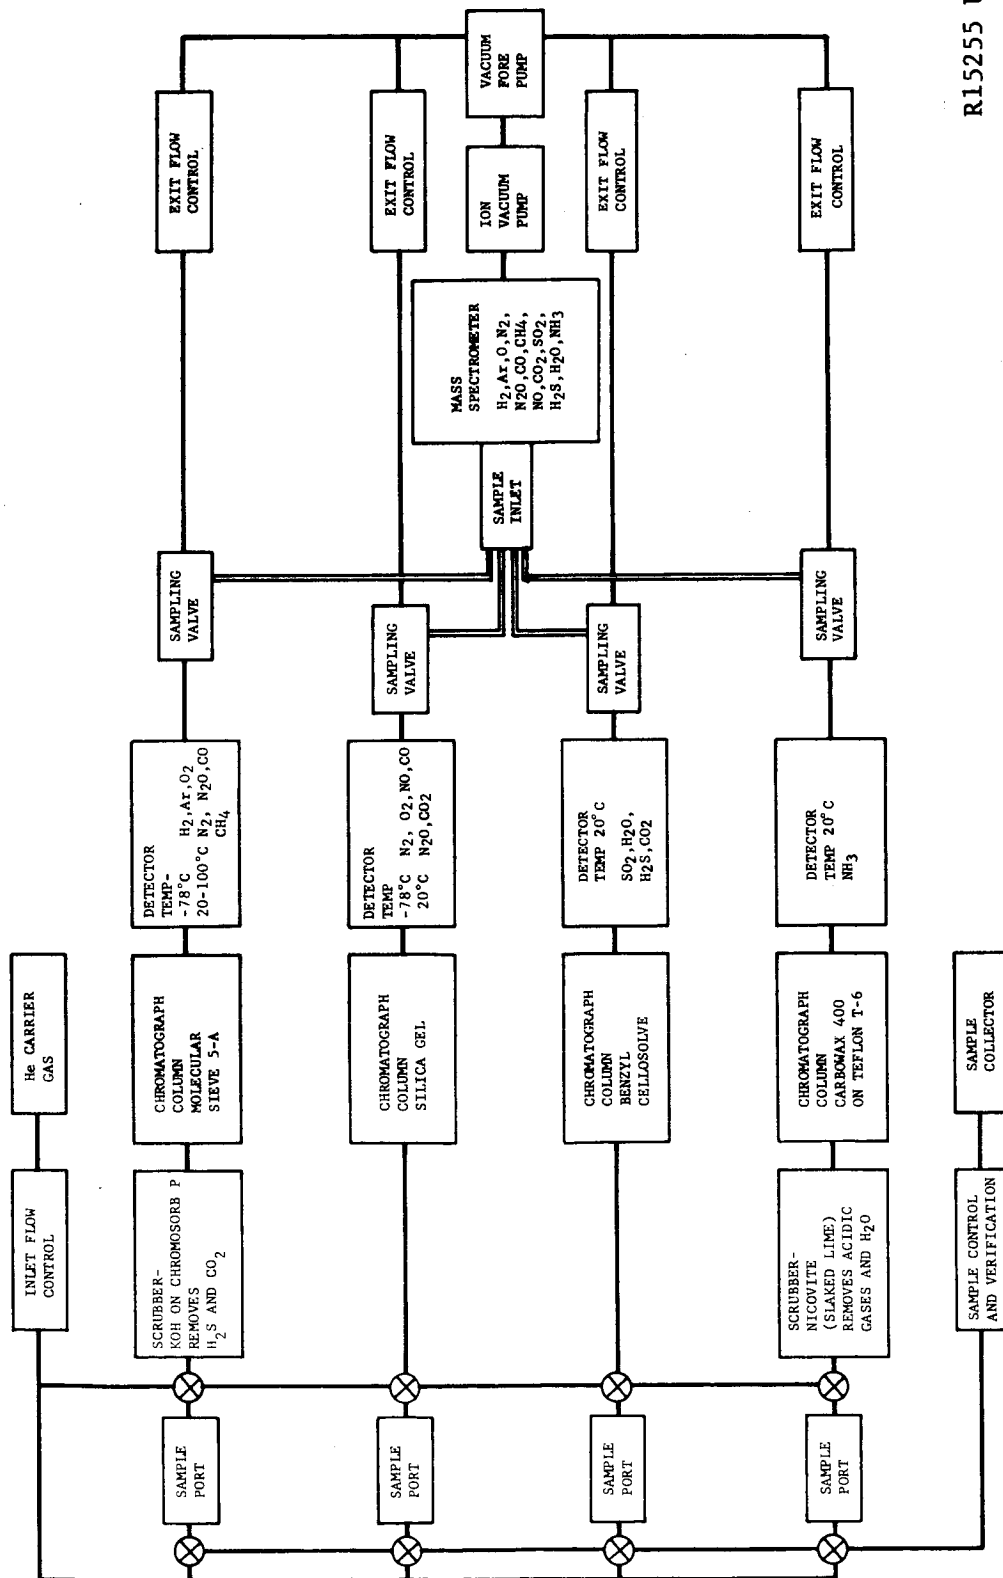 INLET FLOW
CONTROL
He CARRIER
GAS
SAMPLE
PORT
SCRUBBER-
KOH ON CHROMOSORB P
REMOVES
H2S AND CO2
CHROMATOGRAPH
COLUMN
MOLECULAR
SIEVE 5-A
DETECTOR
TEMP-
-78°C H2,Ar,O2
20-100°C N2, N2O,CO
CH4
SAMPLING
VALVE
EXIT FLOW
CONTROL
SAMPLE
PORT
CHROMATOGRAPH
COLUMN
SILICA GEL
DETECTOR
TEMP
-78°C N2, O2,NO,CO
20°C N2O,CO2
SAMPLING
VALVE
EXIT FLOW
CONTROL
SAMPLE
INLET
MASS
SPECTROMETER
H2,Ar,O,N2,
N2O,CO,CH4,
NO,CO2,SO2,
H2S,H2O,NH3
ION
VACUUM
PUMP
VACUUM
FORE
PUMP
SAMPLE
PORT
CHROMATOGRAPH
COLUMN
BENZYL
CELLOSOLVE
DETECTOR
TEMP 20°C
SO2,H2O,
H2S,CO2
SAMPLING
VALVE
EXIT FLOW
CONTROL
SAMPLE
PORT
SCRUBBER-
NICOVITE
(SLAKED LIME)
REMOVES ACIDIC
GASES AND H2O
CHROMATOGRAPH
COLUMN
CARBOWAX 400
ON TEFLON T-6
DETECTOR
TEMP 20°C
NH3
SAMPLING
VALVE
EXIT FLOW
CONTROL
SAMPLE CONTROL
AND VERIFICATION
SAMPLE
COLLECTOR
R15255 U